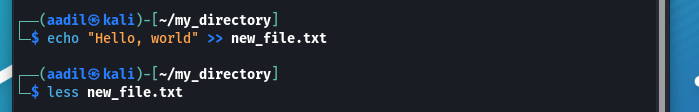 ┌──(aadil㉿kali)-[~/my_directory]
└─$ echo "Hello, world" >> new_file.txt
┌──(aadil㉿kali)-[~/my_directory]
└─$ less new_file.txt